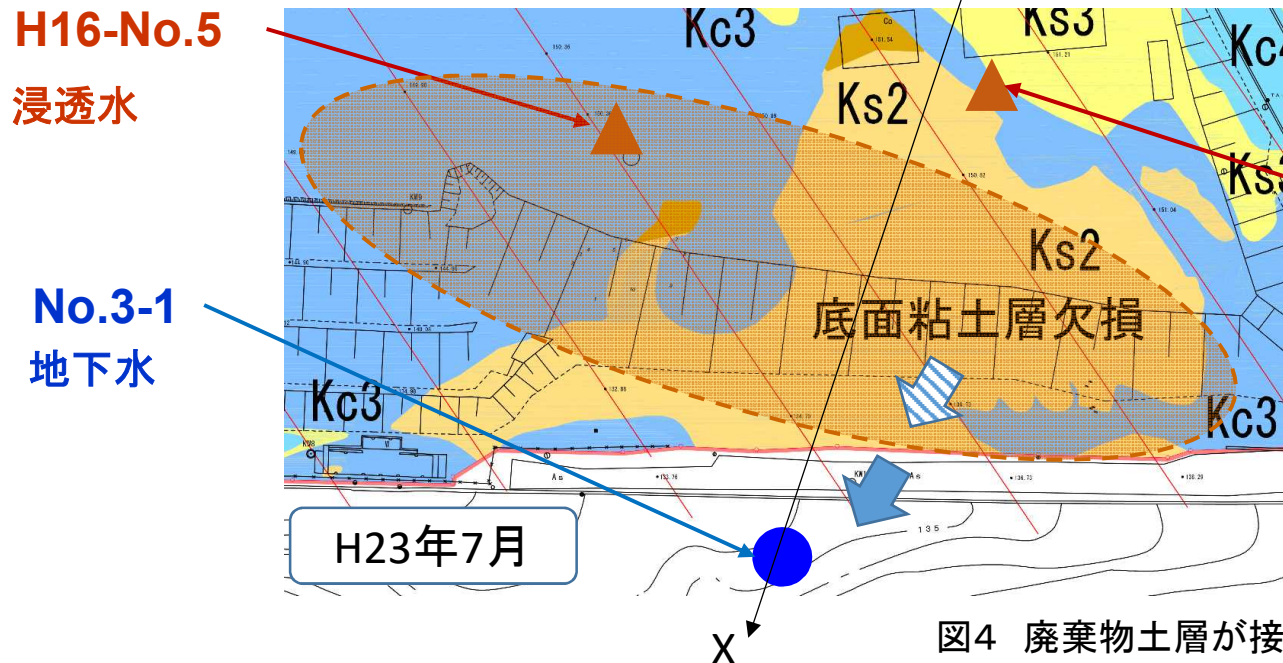 H16-No.5
浸透水
Kc3
Ks3
Kc4
Ks2
Ks3
Ks2
底面粘土層欠損
No.3-1
地下水
Kc3
Kc3
H23年7月
135
X
図4 廃棄物土層が接